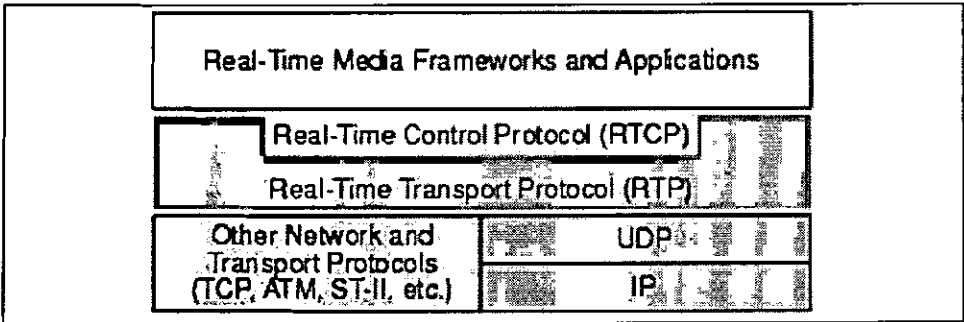 Real-Time Media Frameworks and Applications
Real-Time Control Protocol (RTCP)
Real-Time Transport Protocol (RTP)
Other Network and
Transport Protocols
(TCP, ATM, ST-II, etc.)
UDP
IP